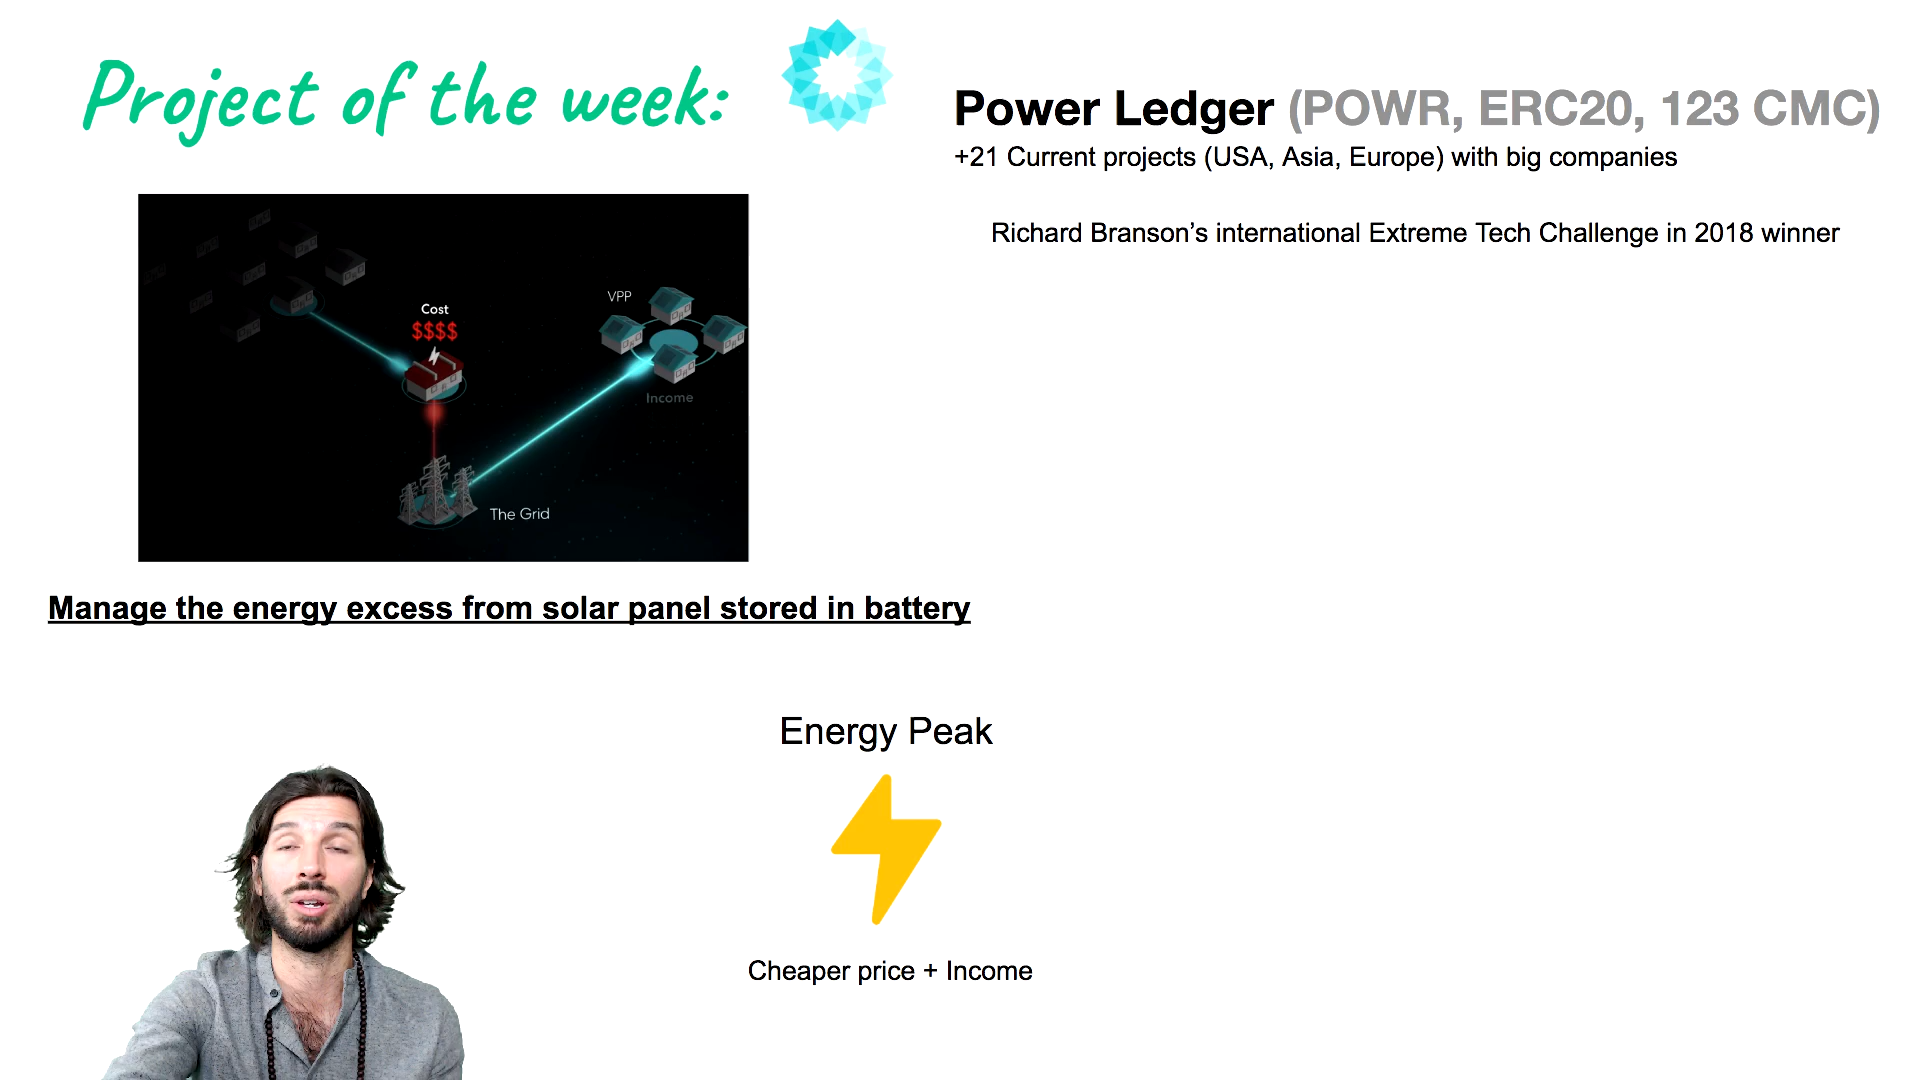 Project of the week:
Power Ledger (POWR, ERC20, 123 CMC)
+21 Current projects (USA, Asia, Europe) with big companies
Richard Branson’s international Extreme Tech Challenge in 2018 winner
Cost
$$$$
VPP
Income
The Grid
Manage the energy excess from solar panel stored in battery
Energy Peak
Cheaper price + Income